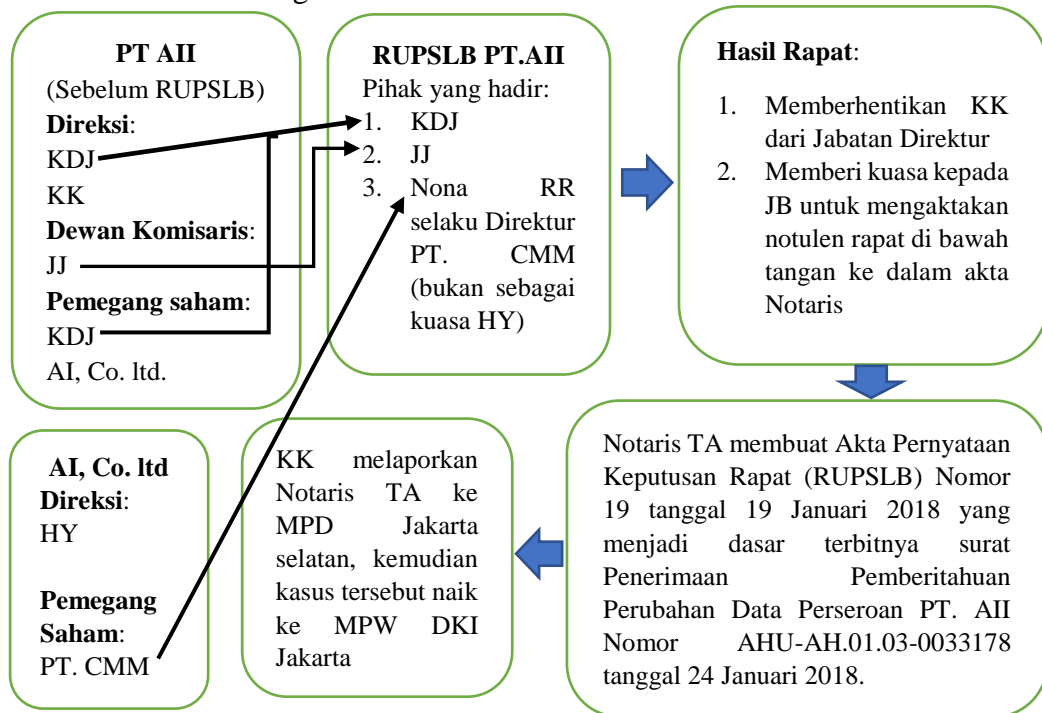 PT AII
(Sebelum RUPSLB)
Direksi:
KDJ
KK
Dewan Komisaris:
JJ
Pemegang saham:
KDJ
AI, Co. ltd.
RUPSLB PT.AII
Pihak yang hadir:
1. KDJ
2. JJ
3. Nona RR
selaku Direktur
PT. CMM
(bukan sebagai
kuasa HY)
Hasil Rapat:
1. Memberhentikan KK
dari Jabatan Direktur
2. Memberi kuasa kepada
JB untuk mengaktakan
notulen rapat di bawah
tangan ke dalam akta
Notaris
AI, Co. ltd
Direksi:
HY
Pemegang
Saham:
PT. CMM
KK melaporkan
Notaris TA ke
MPD Jakarta
selatan, kemudian
kasus tersebut naik
ke MPW DKI
Jakarta
Notaris TA membuat Akta Pernyataan
Keputusan Rapat (RUPSLB) Nomor
19 tanggal 19 Januari 2018 yang
menjadi dasar terbitnya surat
Penerimaan Pemberitahuan
Perubahan Data Perseroan PT. AII
Nomor AHU-AH.01.03-0033178
tanggal 24 Januari 2018.